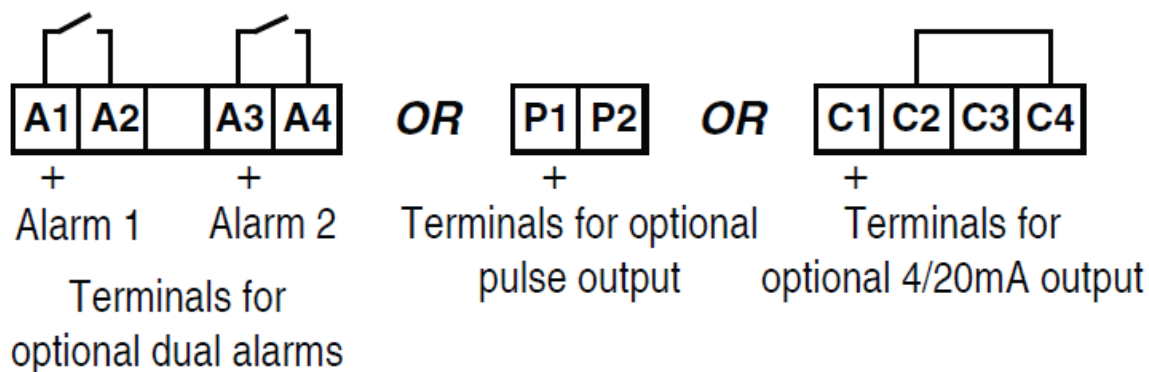 A1 A2 A3 A4 OR P1 P2 OR C1 C2 C3 C4
+ + + +
Alarm 1 Alarm 2 Terminals for optional Terminals for
pulse output optional 4/20mA output
Terminals for
optional dual alarms